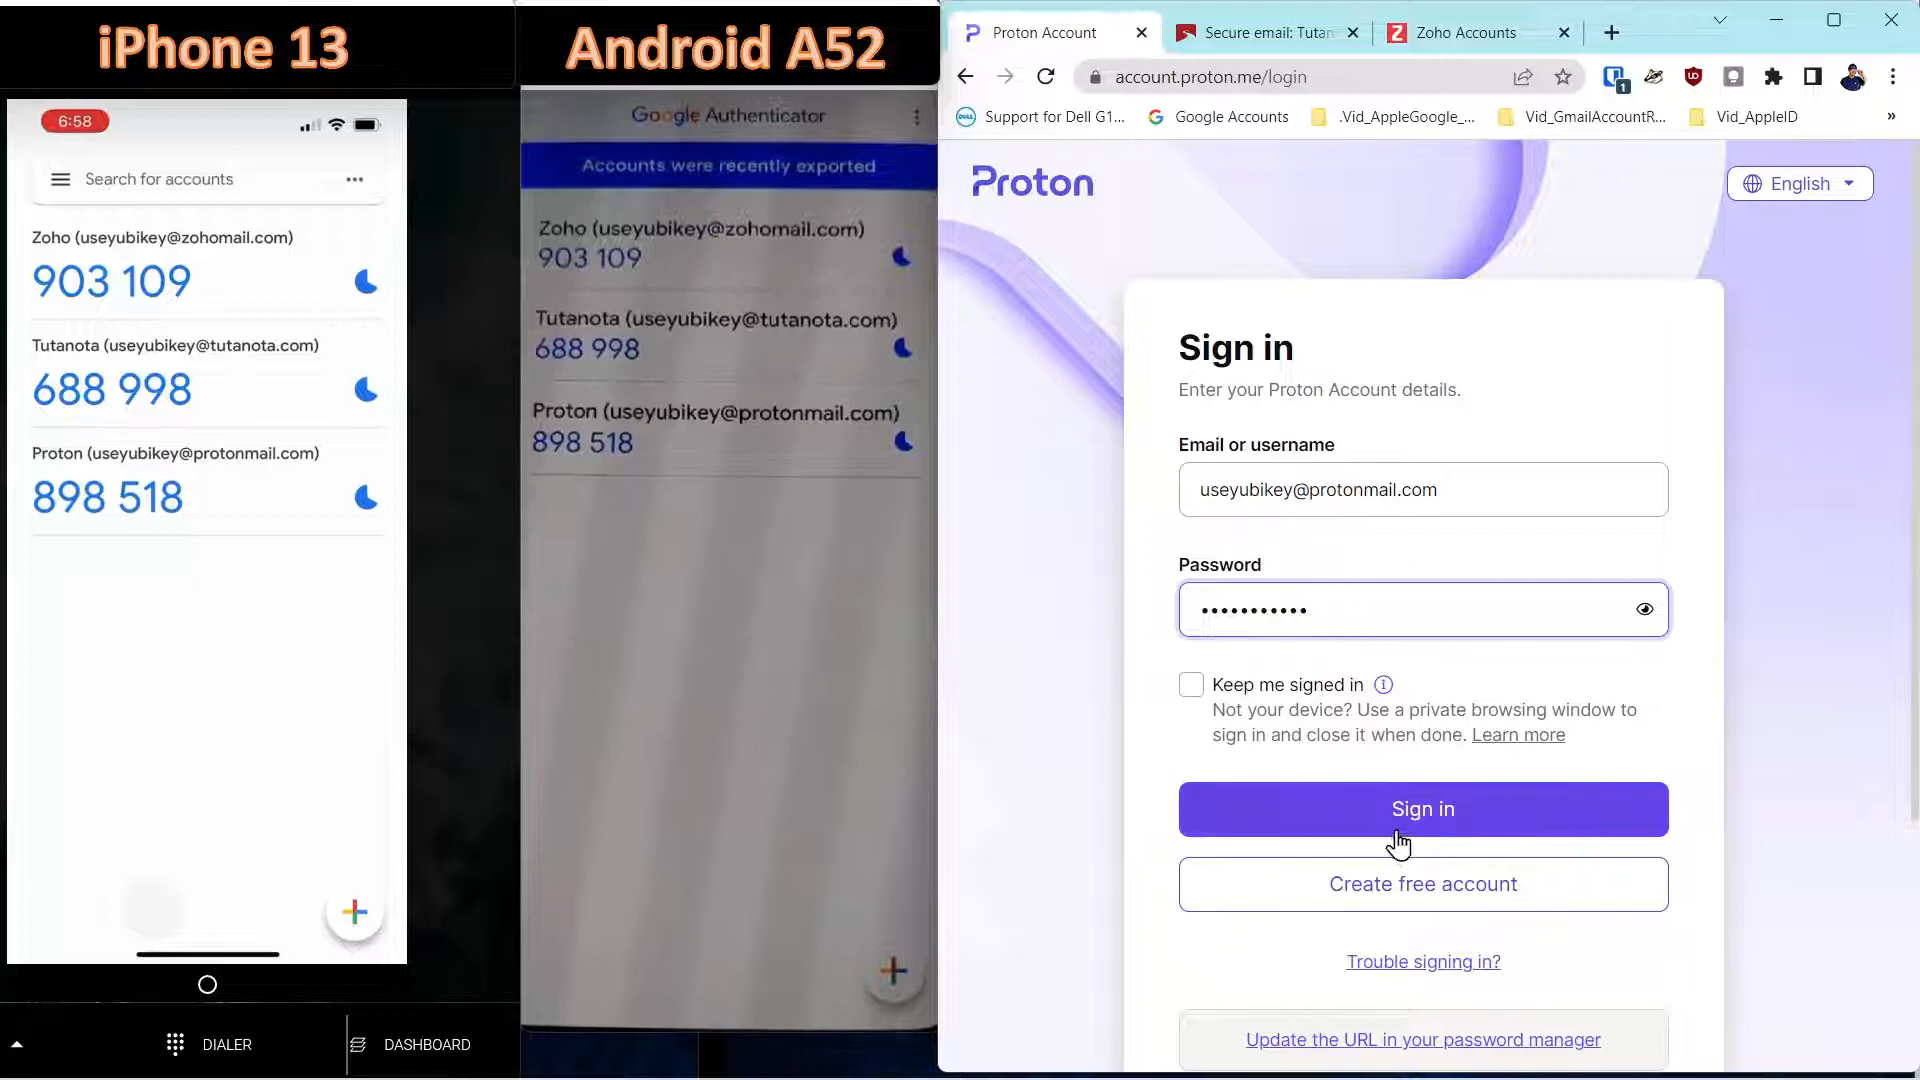 iPhone 13
6:58
Search for accounts
Zoho (useyubikey@zohomail.com)
903 109
Tutanota (useyubikey@tutanota.com)
688 998
Proton (useyubikey@protonmail.com)
898 518
DIALER
DASHBOARD
Android A52
Google Authenticator
Accounts were recently exported
Zoho (useyubikey@zohomail.com)
903 109
Tutanota (useyubikey@tutanota.com)
688 998
Proton (useyubikey@protonmail.com)
898 518
Proton Account
Secure email: Tutan
Zoho Accounts
account.proton.me/login
1
Support for Dell G1...
Google Accounts
.Vid_AppleGoogle_...
Vid_GmailAccountR...
Vid_AppleID
»
Proton
English
Sign in
Enter your Proton Account details.
Email or username
useyubikey@protonmail.com
Password
Keep me signed in
Not your device? Use a private browsing window to
sign in and close it when done. Learn more
Sign in
Create free account
Trouble signing in?
Update the URL in your password manager